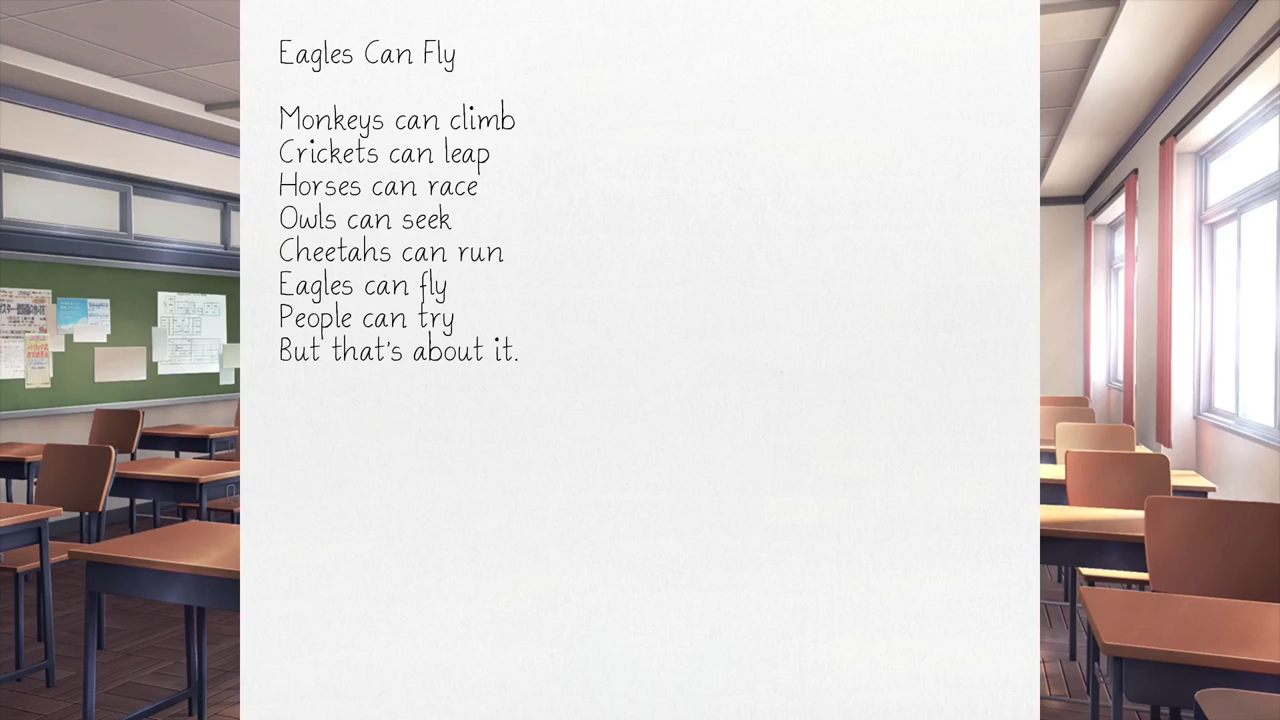 Eagles Can Fly
Monkeys can climb
Crickets can leap
Horses can race
Owls can seek
Cheetahs can run
Eagles can fly
People can try
But that's about it.